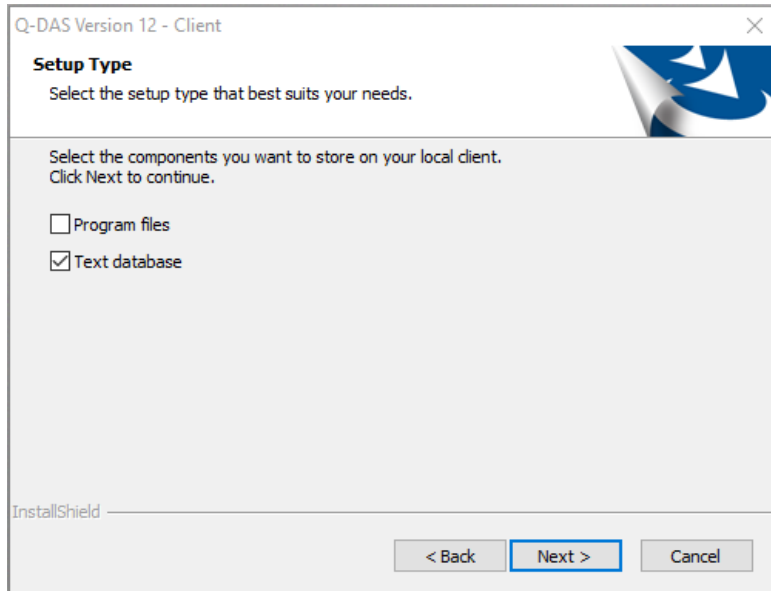 Q-DAS Version 12 - Client
Setup Type
Select the setup type that best suits your needs.
Select the components you want to store on your local client.
Click Next to continue.
Program files
Text database
InstallShield
< Back Next > Cancel